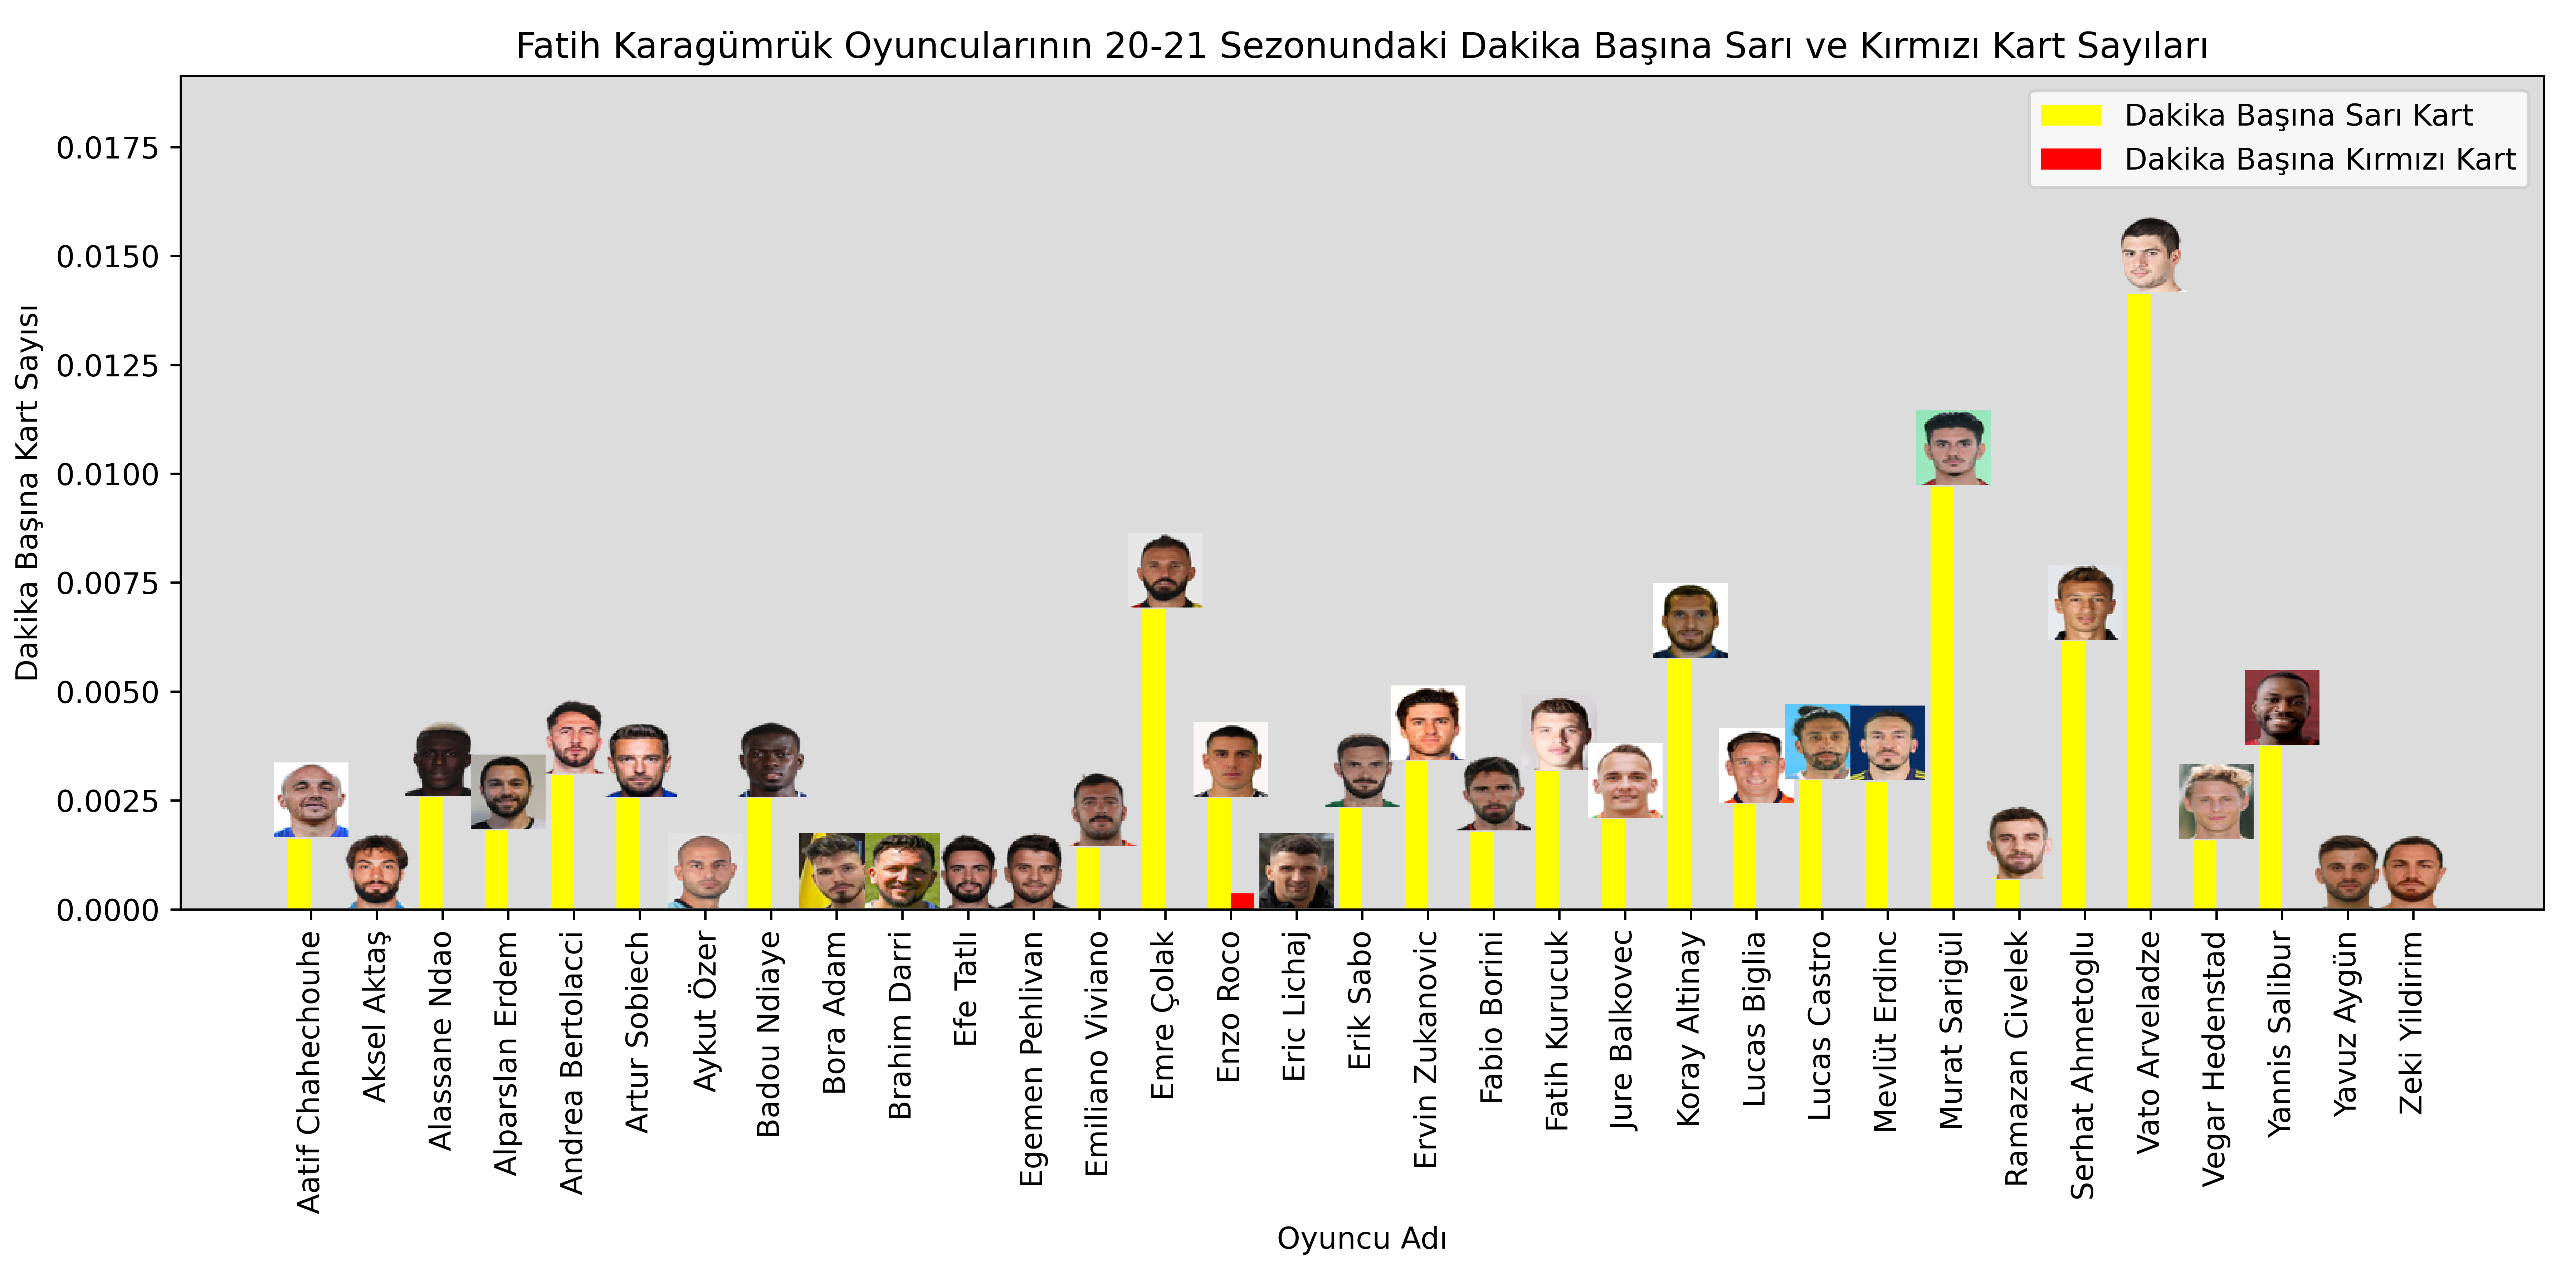 Fatih Karagümrük Oyuncularının 20-21 Sezonundaki Dakika Başına Sarı ve Kırmızı Kart Sayıları
Dakika Başına Sarı Kart
Dakika Başına Kırmızı Kart
Dakika Başına Kart Sayısı
0.0175
0.0150
0.0125
0.0100
0.0075
0.0050
0.0025
0.0000
Aatif Chahechouhe
Aksel Aktaş
Alassane Ndao
Alparslan Erdem
Andrea Bertolacci
Artur Sobiech
Aykut Özer
Badou Ndiaye
Bora Adam
Brahim Darri
Efe Tatlı
Egemen Pehlivan
Emiliano Viviano
Emre Çolak
Enzo Roco
Eric Lichaj
Erik Sabo
Ervin Zukanovic
Fabio Borini
Fatih Kurucuk
Jure Balkovec
Koray Altinay
Lucas Biglia
Lucas Castro
Mevlüt Erdinc
Murat Sarigül
Ramazan Civelek
Serhat Ahmetoglu
Vato Arveladze
Vegar Hedenstad
Yannis Salibur
Yavuz Aygün
Zeki Yildirim
Oyuncu Adı